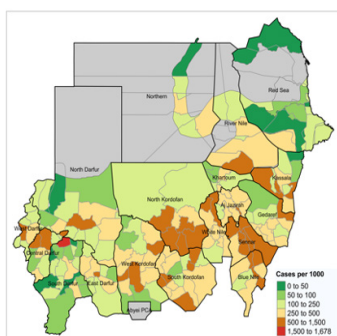 Red Sea
Northern
River Nile
North Darfur
Khartoum
Kassala
North Kordofan
Aj Jazirah
Gedaref
West Darfur
White Nile
Sennar
Central Darfur
West Kordofan
South Darfur
East Darfur
South Kordofan
Blue Nile
Abyei PCA
Cases per 1000
0 to 50
50 to 100
100 to 250
250 to 500
500 to 1,500
1,500 to 1,678